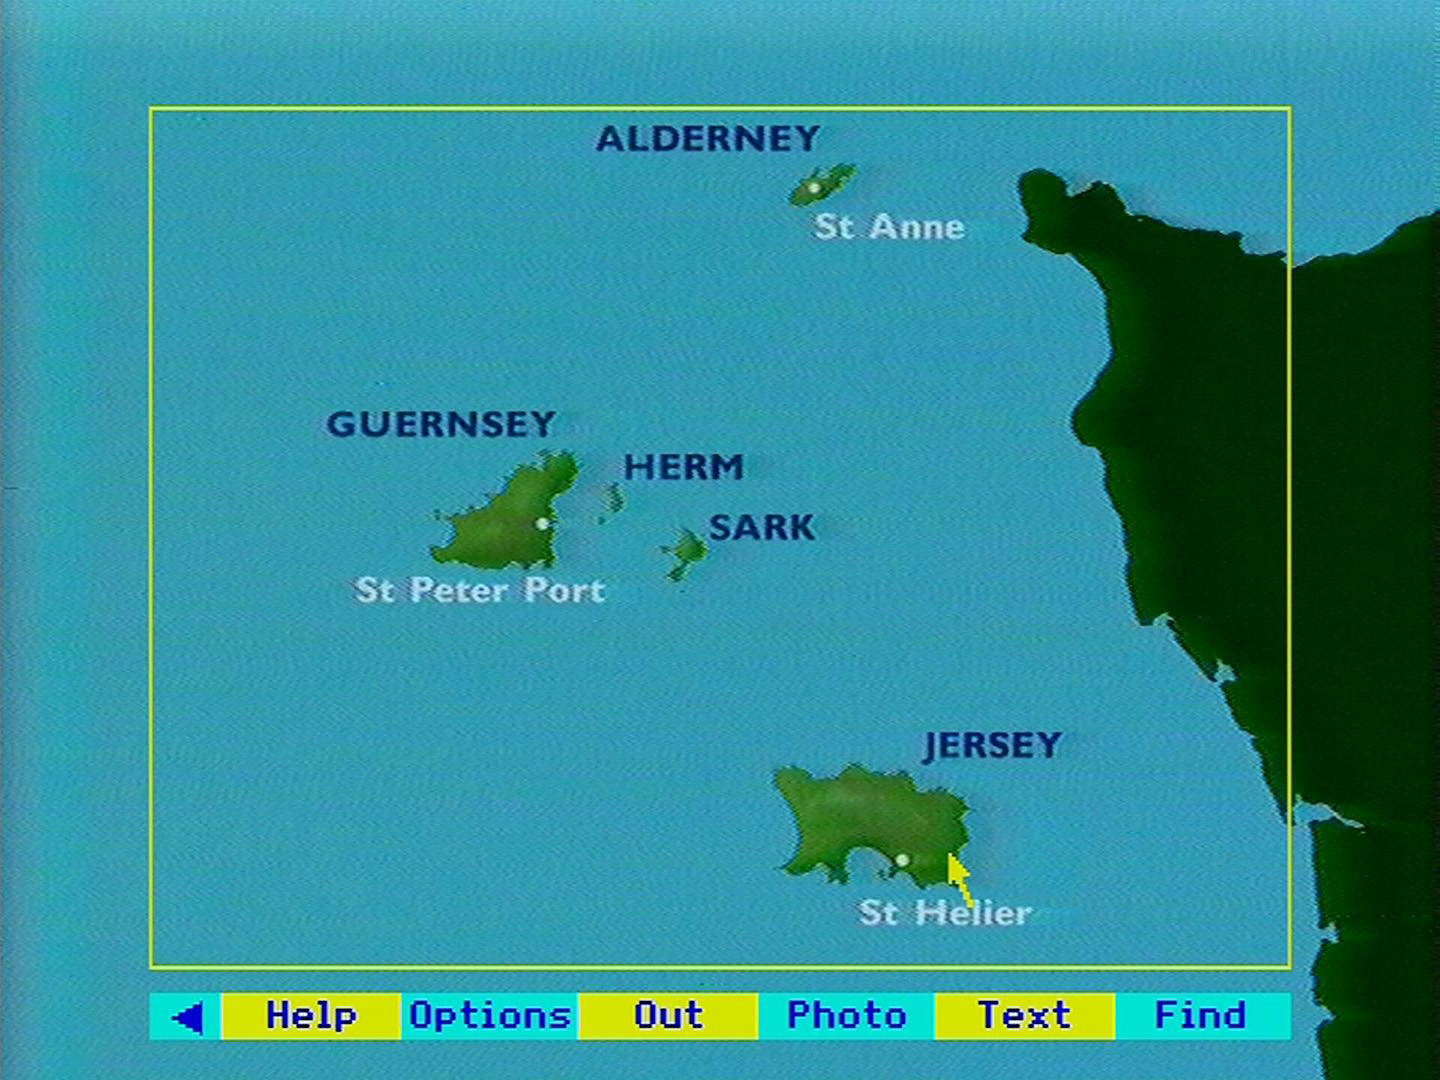 ALDERNEY
St Anne
GUERNSEY
HERM
SARK
St Peter Port
JERSEY
St Helier
Help Options Out Photo Text Find